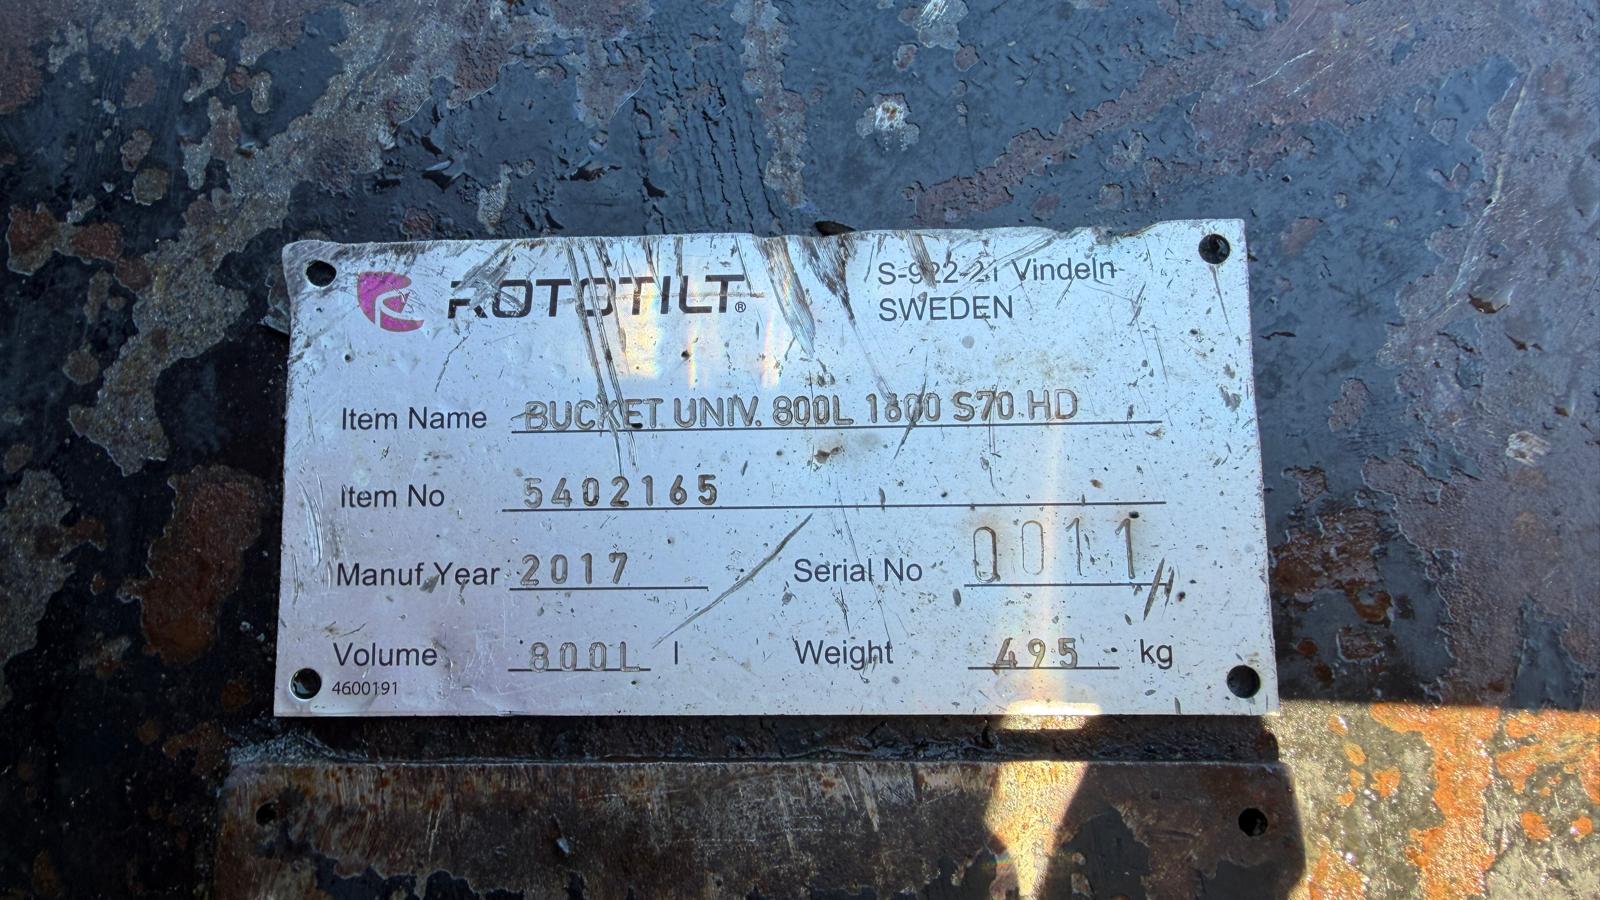 ROTOTILT®
S-922 21 Vindeln
SWEDEN
Item Name BUCKET UNIV. 800L 1600 S70 HD
Item No 5402165
Manuf.Year 2017 Serial No 0011
Volume 800L l Weight 495 kg
4600191